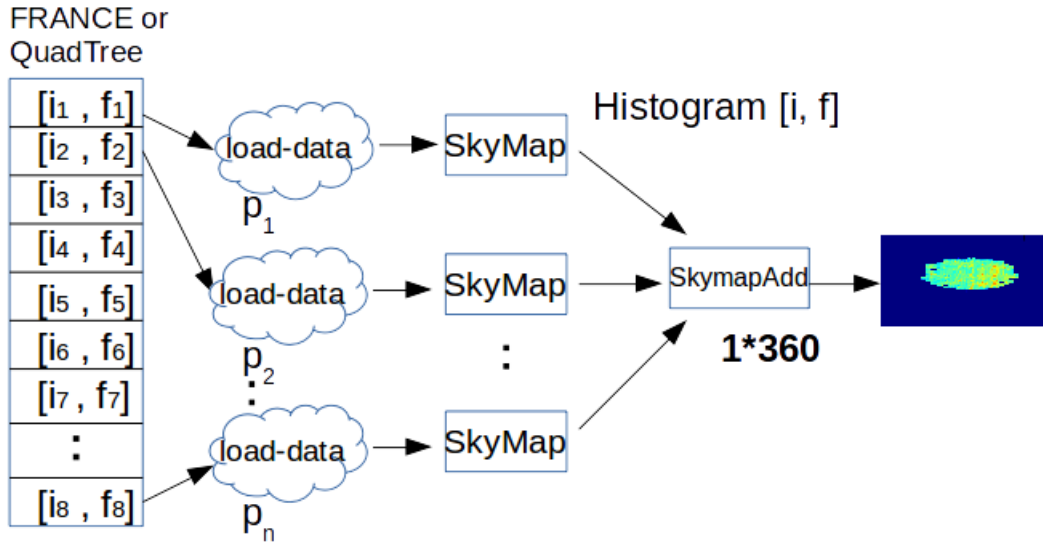 FRANCE or
QuadTree
[i1 , f1]
[i2 , f2]
[i3 , f3]
[i4 , f4]
[i5 , f5]
[i6 , f6]
[i7 , f7]
:
[i8 , f8]
load-data
p1
load-data
p2
:
load-data
pn
SkyMap
SkyMap
:
SkyMap
Histogram [i, f]
SkymapAdd
1*360